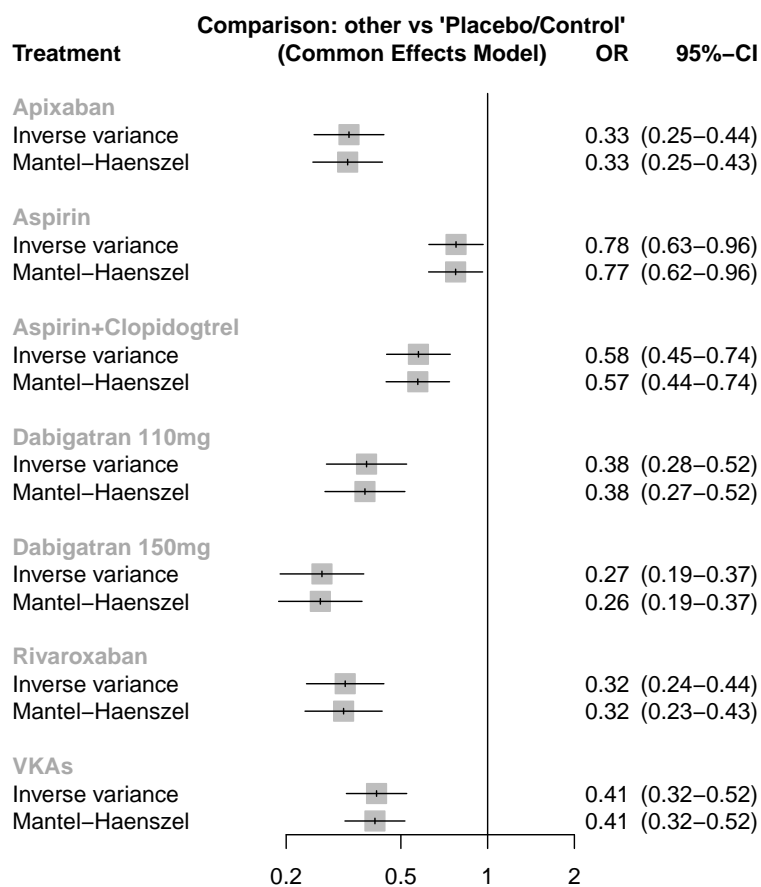 Comparison: other vs 'Placebo/Control'
Treatment (Common Effects Model) OR 95%−CI
Apixaban
Inverse variance 0.33 (0.25−0.44)
Mantel−Haenszel 0.33 (0.25−0.43)
Aspirin
Inverse variance 0.78 (0.63−0.96)
Mantel−Haenszel 0.77 (0.62−0.96)
Aspirin+Clopidogtrel
Inverse variance 0.58 (0.45−0.74)
Mantel−Haenszel 0.57 (0.44−0.74)
Dabigatran 110mg
Inverse variance 0.38 (0.28−0.52)
Mantel−Haenszel 0.38 (0.27−0.52)
Dabigatran 150mg
Inverse variance 0.27 (0.19−0.37)
Mantel−Haenszel 0.26 (0.19−0.37)
Rivaroxaban
Inverse variance 0.32 (0.24−0.44)
Mantel−Haenszel 0.32 (0.23−0.43)
VKAs
Inverse variance 0.41 (0.32−0.52)
Mantel−Haenszel 0.41 (0.32−0.52)
0.2 0.5 1 2